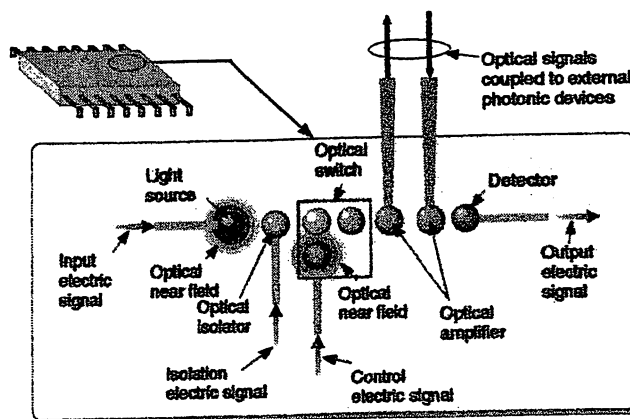 Optical signals
coupled to external
photonic devices
Optical
switch
Light
source
Detector
Input
electric
signal
Optical
near field
Optical
isolator
Optical
near field
Optical
amplifier
Output
electric
signal
Isolation
electric signal
Control
electric signal